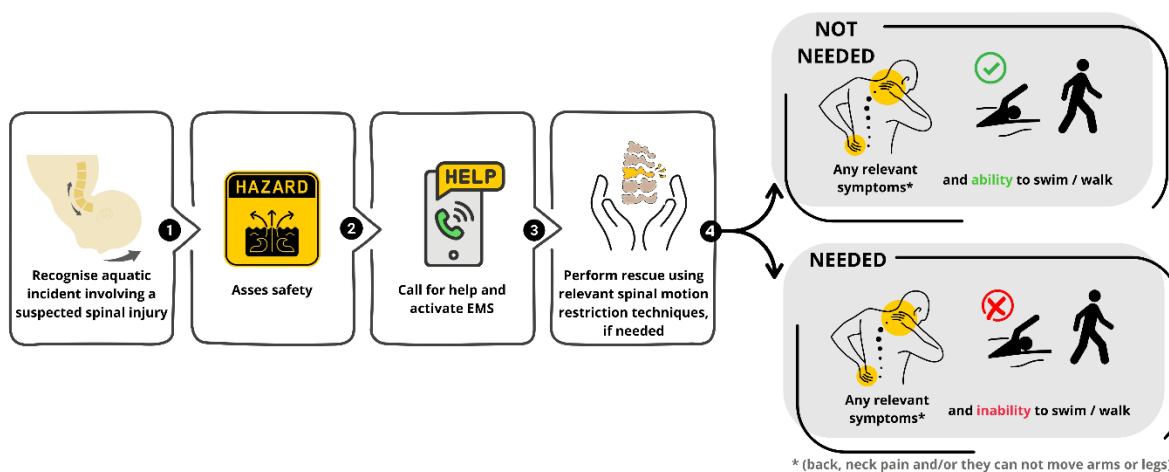 1
Recognise aquatic
incident involving a
suspected spinal injury
HAZARD
2
Asses safety
HELP
3
Call for help and
activate EMS
4
Perform rescue using
relevant spinal motion
restriction techniques,
if needed
NOT
NEEDED
Any relevant
symptoms*
and ability to swim / walk
NEEDED
Any relevant
symptoms*
and inability to swim / walk
* (back, neck pain and/or they can not move arms or legs)